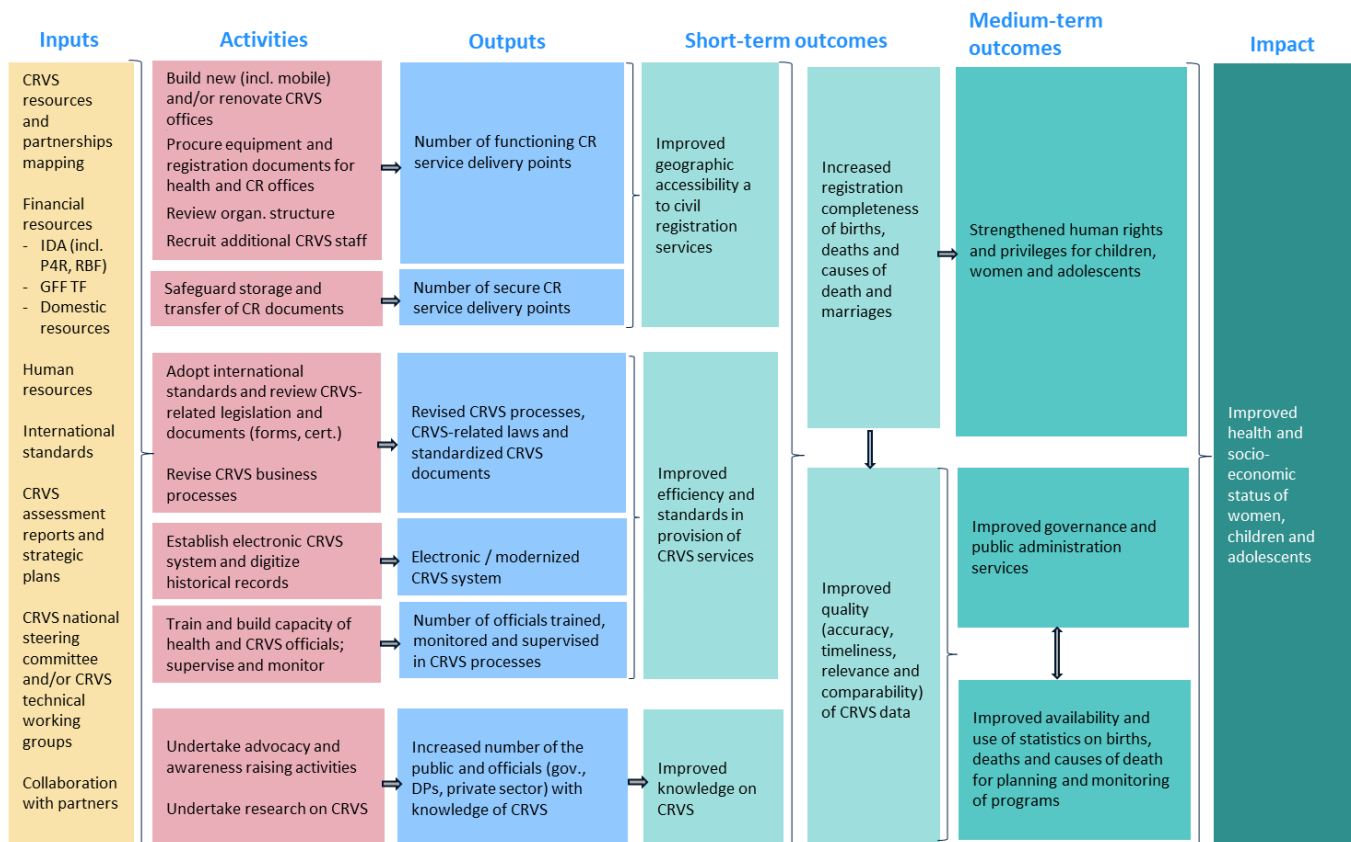 Inputs
Activities
Outputs
Short-term outcomes
Medium-term
outcomes
Impact
CRVS
resources
and
partnerships
mapping
Financial
resources
- IDA (incl.
P4R, RBF)
- GFF TF
- Domestic
resources
Human
resources
International
standards
CRVS
assessment
reports and
strategic
plans
CRVS national
steering
committee
and/or CRVS
technical
working
groups
Collaboration
with partners
Build new (incl. mobile)
and/or renovate CRVS
offices
Procure equipment and
registration documents for
health and CR offices
Review organ. structure
Recruit additional CRVS staff
Safeguard storage and
transfer of CR documents
Adopt international
standards and review CRVS-
related legislation and
documents (forms, cert.)
Revise CRVS business
processes
Establish electronic CRVS
system and digitize
historical records
Train and build capacity of
health and CRVS officials;
supervise and monitor
Undertake advocacy and
awareness raising activities
Undertake research on CRVS
Number of functioning CR
service delivery points
Number of secure CR
service delivery points
Revised CRVS processes,
CRVS-related laws and
standardized CRVS
documents
Electronic / modernized
CRVS system
Number of officials trained,
monitored and supervised
in CRVS processes
Increased number of the
public and officials (gov.,
DPs, private sector) with
knowledge of CRVS
Improved
geographic
accessibility a
to civil
registration
services
Improved
efficiency and
standards in
provision of
CRVS services
Improved
knowledge on
CRVS
Increased
registration
completeness
of births,
deaths and
causes of
death and
marriages
Improved
quality
(accuracy,
timeliness,
relevance and
comparability)
of CRVS data
Strengthened human rights
and privileges for children,
women and adolescents
Improved governance and
public administration
services
Improved availability and
use of statistics on births,
deaths and causes of death
for planning and monitoring
of programs
Improved
health and
socio-
economic
status of
women,
children and
adolescents